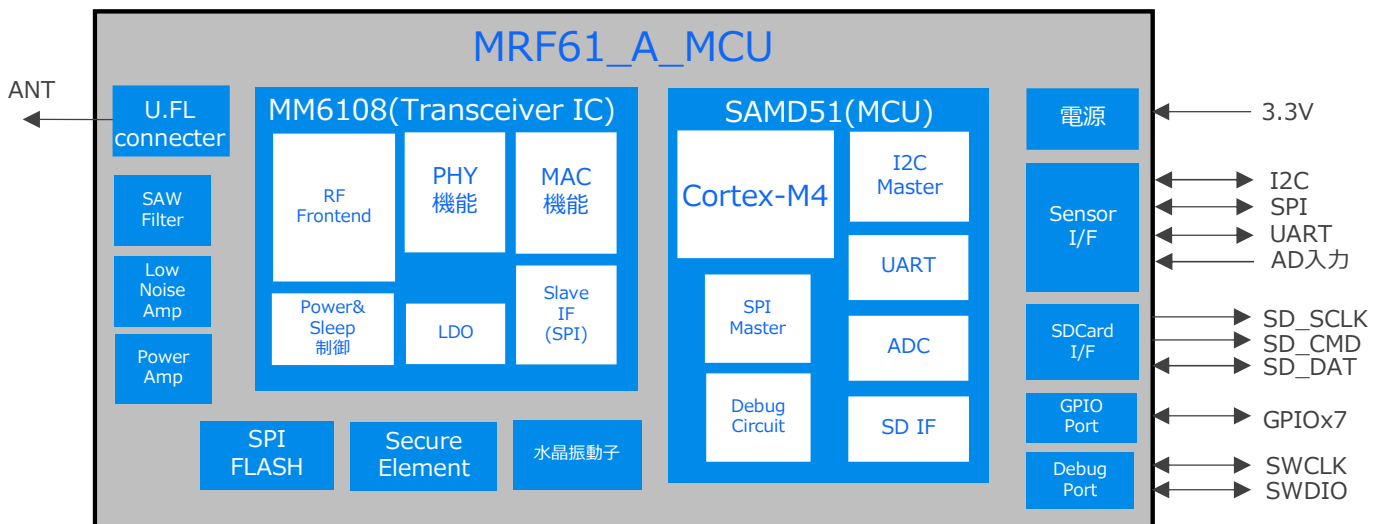 MRF61_A_MCU
ANT
U.FL
connecter
SAW
Filter
Low
Noise
Amp
Power
Amp
MM6108(Transceiver IC)
RF
Frontend
PHY
機能
MAC
機能
Power&
Sleep
制御
LDO
Slave
IF
(SPI)
SPI
FLASH
Secure
Element
水晶振動子
SAMD51(MCU)
Cortex-M4
I2C
Master
UART
SPI
Master
ADC
Debug
Circuit
SD IF
電源
3.3V
Sensor
I/F
I2C
SPI
UART
AD入力
SDCard
I/F
SD_SCLK
SD_CMD
SD_DAT
GPIO
Port
GPIOx7
Debug
Port
SWCLK
SWDIO